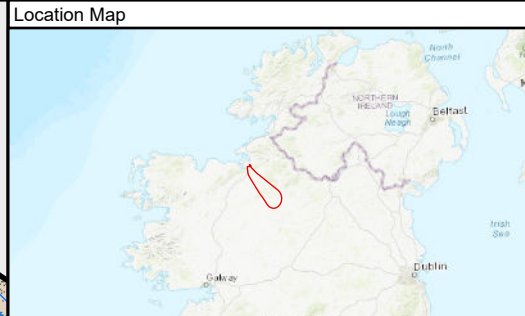 Location Map
North
Channel
NORTHERN
IRELAND
Belfast
Lough
Neagh
Irish
Sea
Galway
Dublin